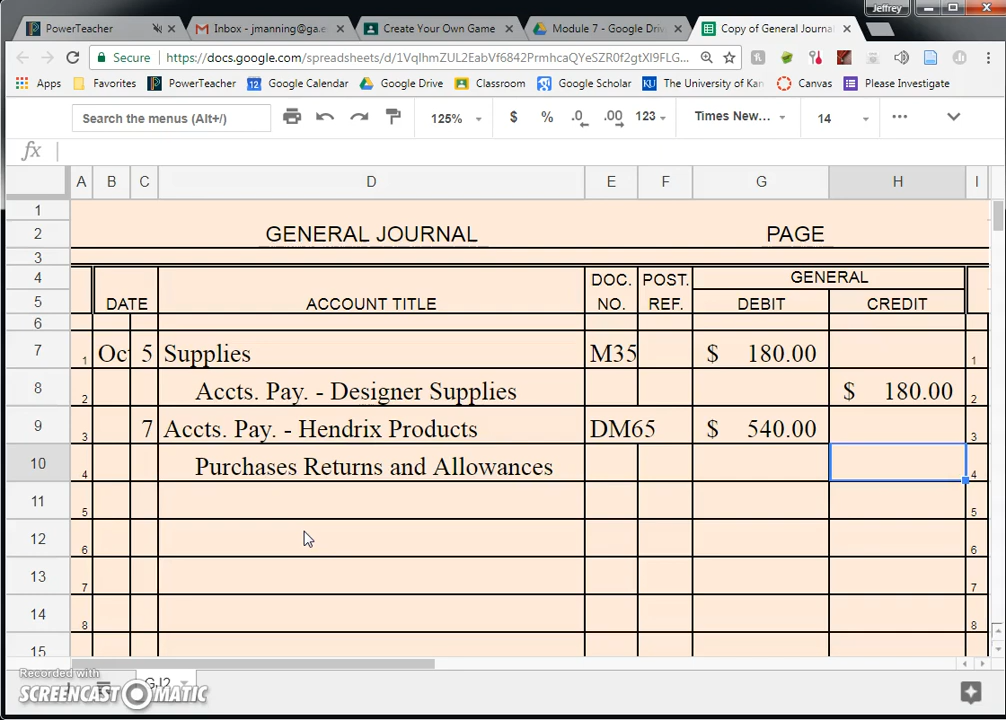 Jeffrey
PowerTeacher
Inbox - jmanning@ga.e
Create Your Own Game
Module 7 - Google Driv
Copy of General Journa
Secure https://docs.google.com/spreadsheets/d/
Apps Favorites PowerTeacher Google Calendar Google Drive Classroom Google Scholar The University of Kan Canvas Please Investigate
Search the menus (Alt+/) 125% $ % .0 .00 123 Times New... 14
fx
A B C D E F G H I
1
2 GENERAL JOURNAL PAGE
3
4 DOC. POST. GENERAL
5 DATE ACCOUNT TITLE NO. REF. DEBIT CREDIT
6
7 1 Oct 5 Supplies M35 $ 180.00 1
8 2 Accts. Pay. - Designer Supplies $ 180.00 2
9 3 7 Accts. Pay. - Hendrix Products DM65 $ 540.00 3
10 4 Purchases Returns and Allowances 4
11 5 5
12 6 6
13 7 7
14 8 8
15
Recorded with
SCREENCAST-O-MATIC